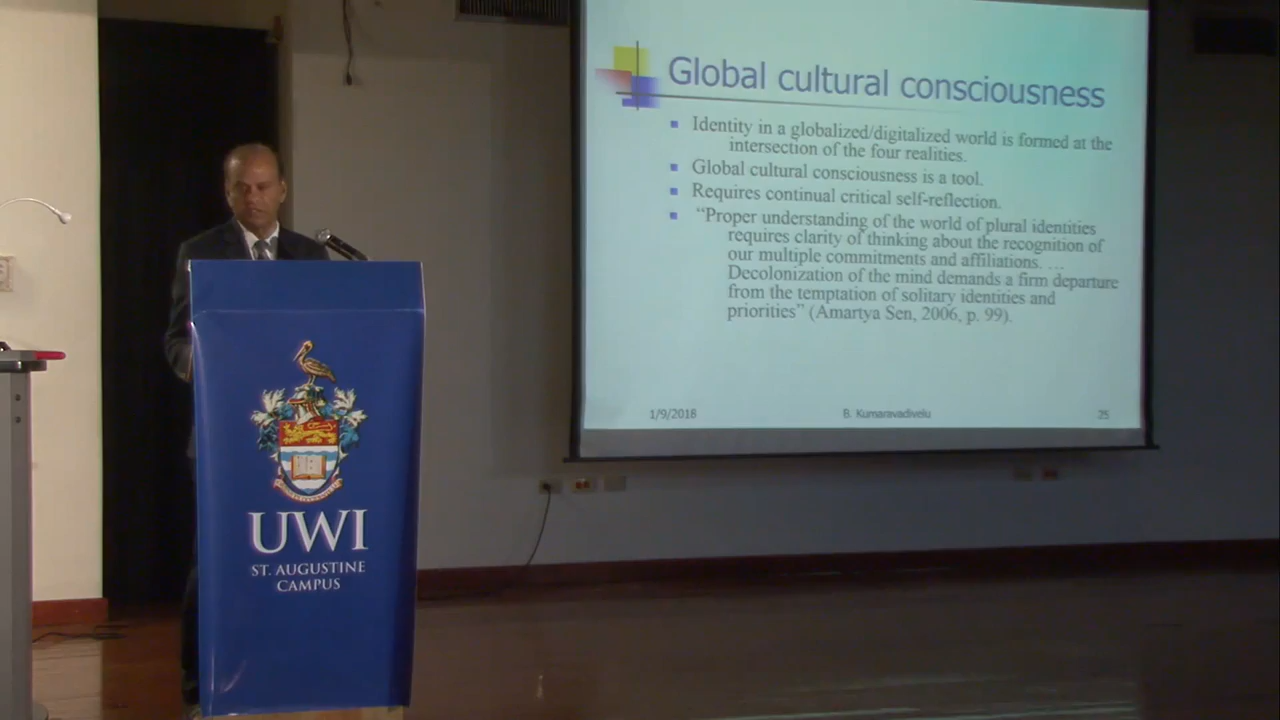 Global cultural consciousness
Identity in a globalized/digitalized world is formed at the
intersection of the four realities.
Global cultural consciousness is a tool.
Requires continual critical self-reflection.
“Proper understanding of the world of plural identities
requires clarity of thinking about the recognition of
our multiple commitments and affiliations. …
Decolonization of the mind demands a firm departure
from the temptation of solitary identities and
priorities” (Amartya Sen, 2006, p. 99).
1/9/2018 B. Kumaravadivelu 25
UWI
ST. AUGUSTINE
CAMPUS